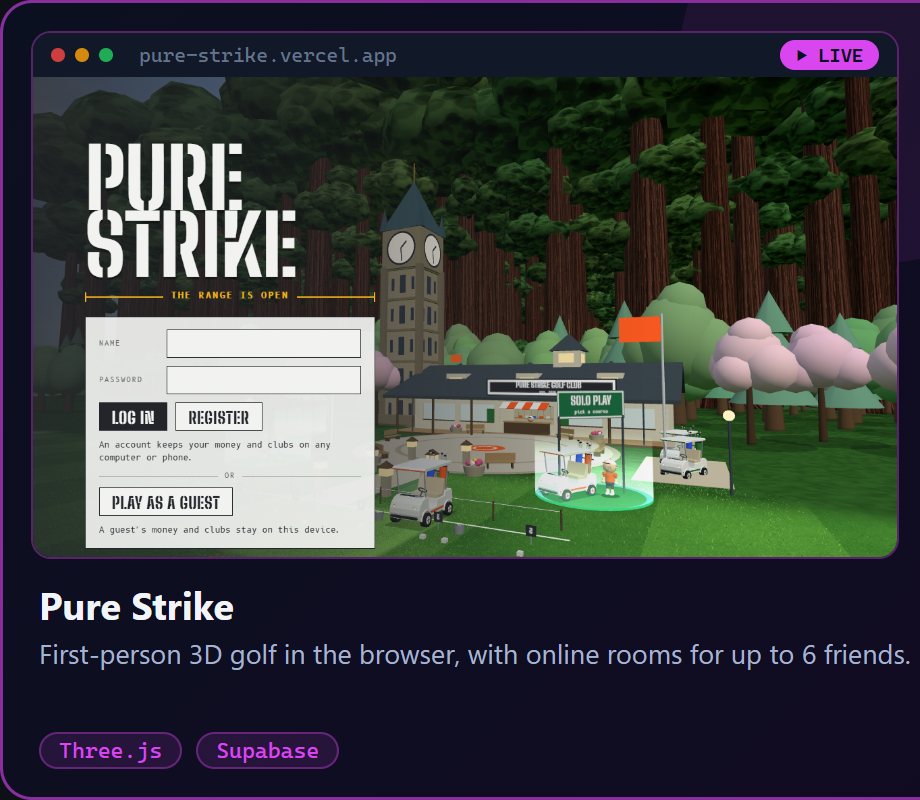 pure-strike.vercel.app
▶ LIVE
PURE
STRIKE
THE RANGE IS OPEN
NAME
PASSWORD
LOG IN
REGISTER
An account keeps your money and clubs on any
computer or phone.
OR
PLAY AS A GUEST
A guest's money and clubs stay on this device.
PURE STRIKE GOLF CLUB
SOLO PLAY
pick a course
Pure Strike
First-person 3D golf in the browser, with online rooms for up to 6 friends.
Three.js
Supabase